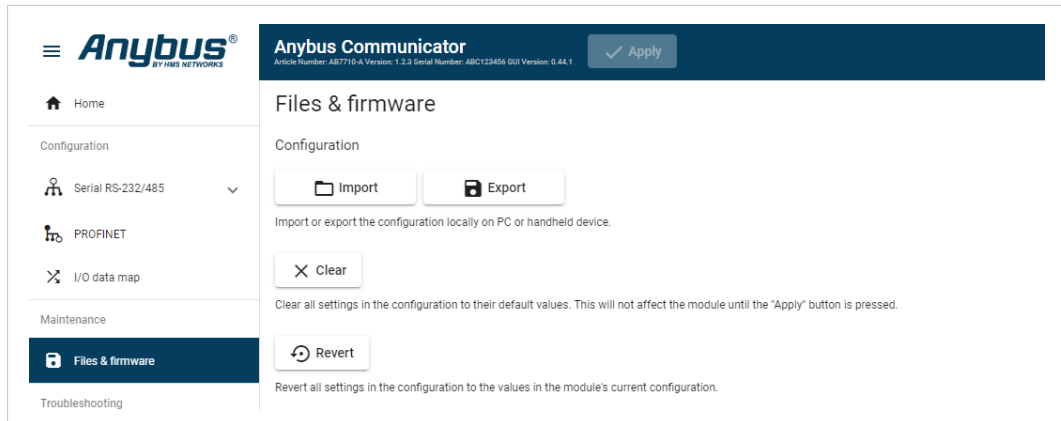 Anybus®
BY HMS NETWORKS
Anybus Communicator
Article Number: AB7710-A Version: 1.2.3 Serial Number: ABC123456 GUI Version: 0.44.1
Apply
Home
Configuration
Serial RS-232/485
PROFINET
I/O data map
Maintenance
Files & firmware
Troubleshooting
Files & firmware
Configuration
Import
Export
Import or export the configuration locally on PC or handheld device.
Clear
Clear all settings in the configuration to their default values. This will not affect the module until the "Apply" button is pressed.
Revert
Revert all settings in the configuration to the values in the module's current configuration.